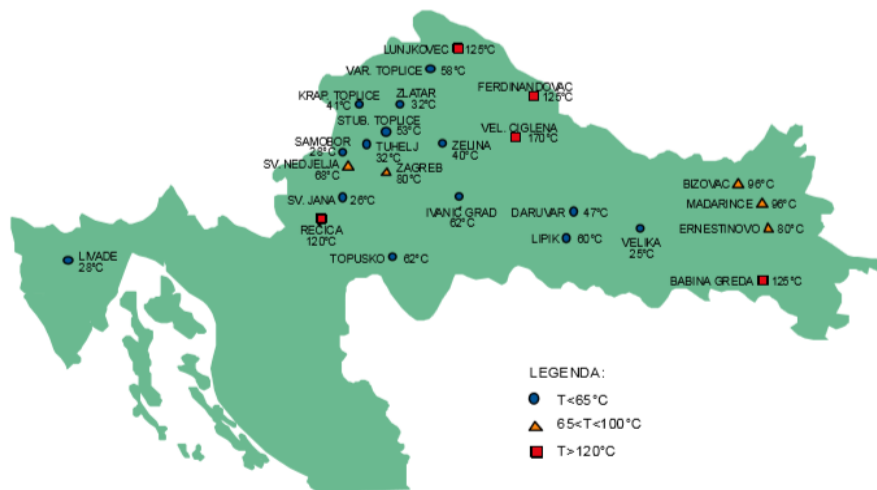 LUNJKOVEC 125°C
VAR. TOPLICE 58°C
KRAP. TOPLICE
41°C
ZLATAR
32°C
FERDINANDOVAC
125°C
STUB. TOPLICE
53°C
VEL. CIGLENA
170°C
SAMOBOR
28°C
TUHELJ
32°C
ZELINA
40°C
SV. NEDJELJA
68°C
ZAGREB
80°C
BIZOVAC 96°C
SV. JANA 26°C
IVANIĆ GRAD
62°C
DARUVAR 47°C
MADARINCE 96°C
REČICA
120°C
LIPIK 60°C
VELIKA
25°C
ERNESTINOVO 80°C
LIVADE
28°C
TOPUSKO 62°C
BABINA GREDA 125°C
LEGENDA:
T<65°C
65<T<100°C
T>120°C